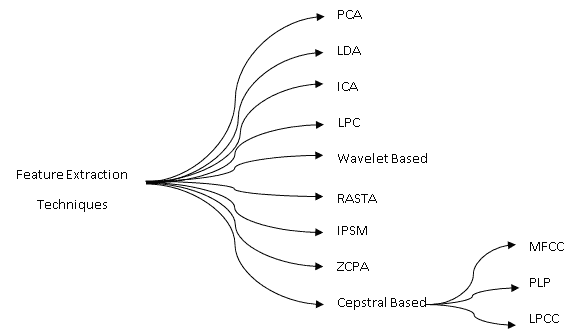 PCA
LDA
ICA
LPC
Wavelet Based
Feature Extraction
Techniques
RASTA
IPSM
ZCPA
Cepstral Based
MFCC
PLP
LPCC